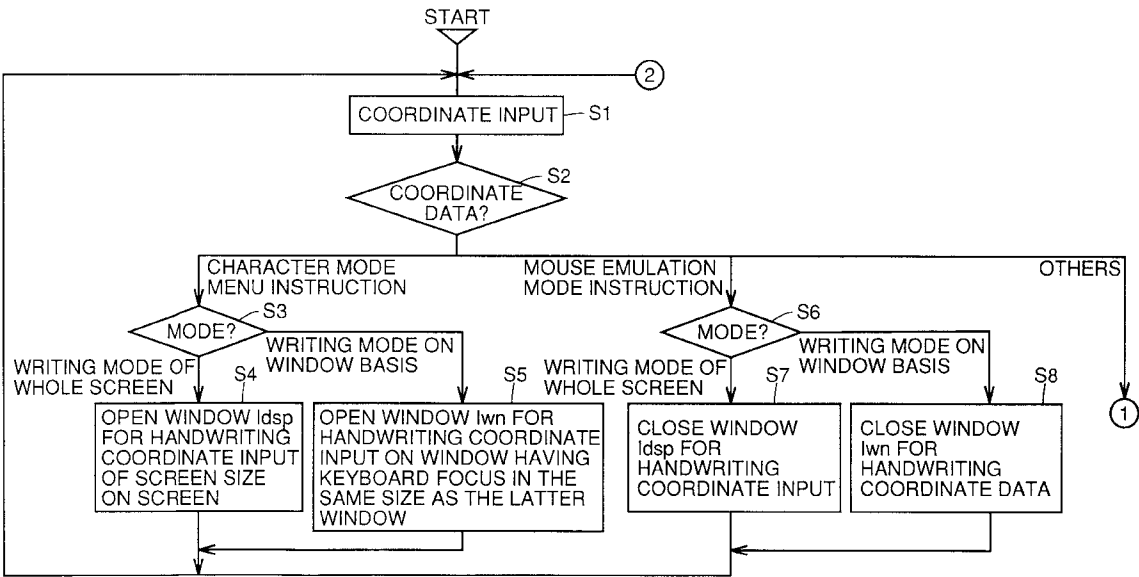 START
2
COORDINATE INPUT
S1
S2
COORDINATE
DATA?
CHARACTER MODE
MENU INSTRUCTION
MOUSE EMULATION
MODE INSTRUCTION
OTHERS
S3
MODE?
S6
MODE?
WRITING MODE OF
WHOLE SCREEN
WRITING MODE ON
WINDOW BASIS
WRITING MODE OF
WHOLE SCREEN
WRITING MODE ON
WINDOW BASIS
S4
S5
S7
S8
1
OPEN WINDOW Idsp
FOR HANDWRITING
COORDINATE INPUT
OF SCREEN SIZE
ON SCREEN
OPEN WINDOW Iwn FOR
HANDWRITING COORDINATE
INPUT ON WINDOW HAVING
KEYBOARD FOCUS IN THE
SAME SIZE AS THE LATTER
WINDOW
CLOSE WINDOW
Idsp FOR
HANDWRITING
COORDINATE INPUT
CLOSE WINDOW
Iwn FOR
HANDWRITING
COORDINATE DATA